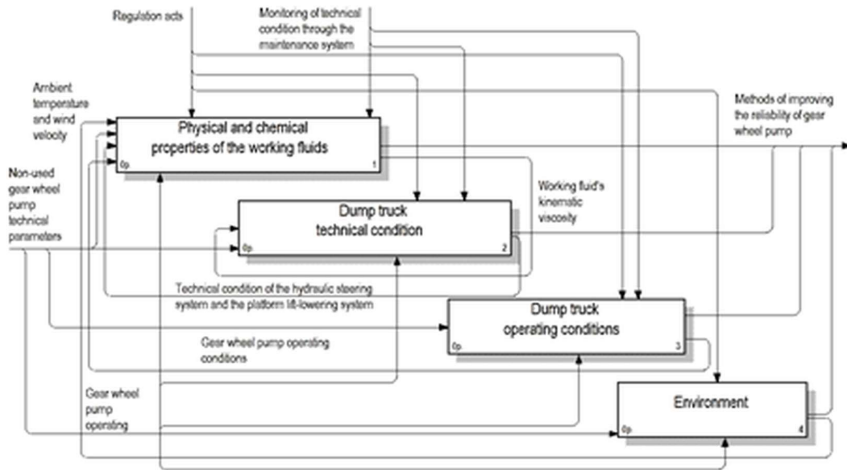 Regulation acts
Monitoring of technical
condition through the
maintenance system
Ambient
temperature
and wind
velocity
Methods of improving
the reliability of gear
wheel pump
Physical and chemical
properties of the working fluids
0p.
1
Non-used
gear wheel
pump
technical
parameters
Working fluid's
kinematic
viscosity
Dump truck
technical condition
0p.
2
Technical condition of the hydraulic steering
system and the platform lift-lowering system
Dump truck
operating conditions
0p.
3
Gear wheel pump operating
conditions
Gear wheel
pump
operating
Environment
0p.
4